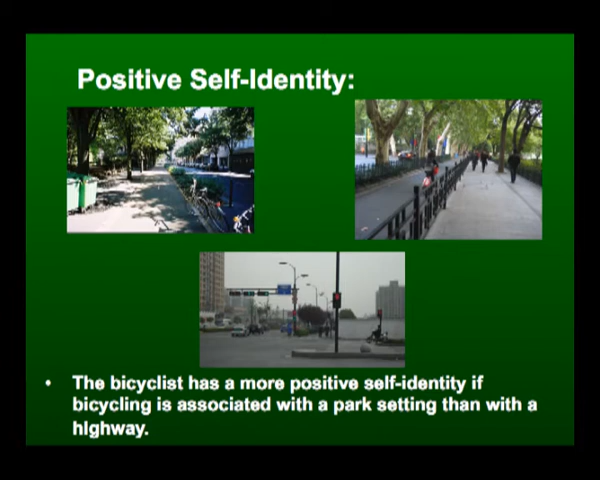 Positive Self-Identity:
• The bicyclist has a more positive self-identity if
bicycling is associated with a park setting than with a
highway.